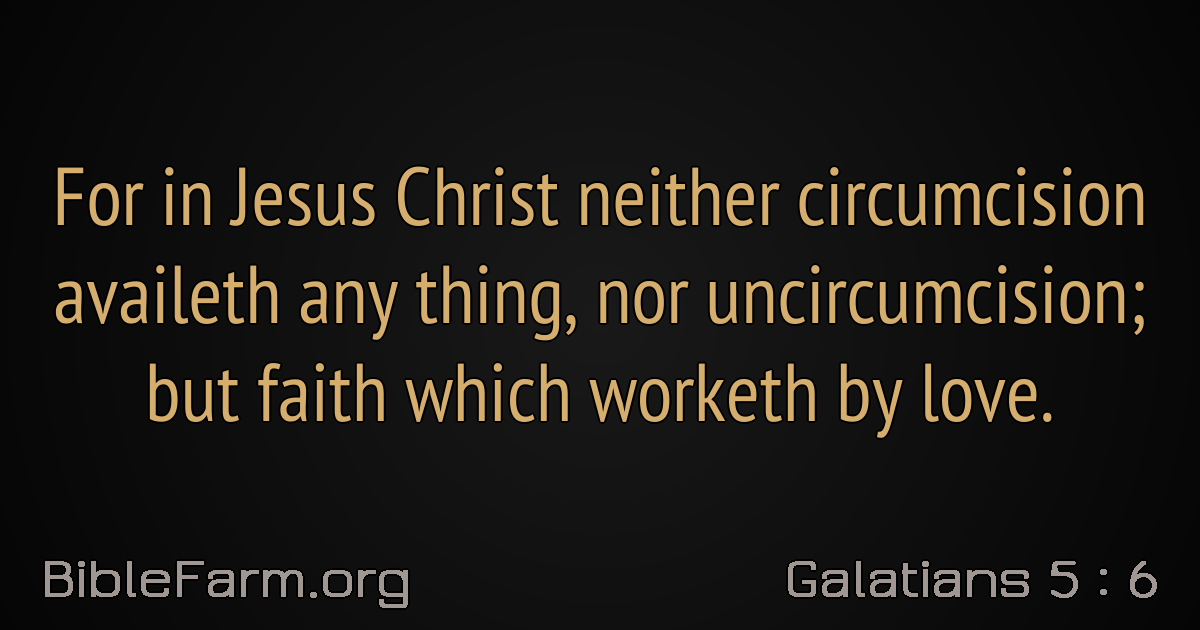 For in Jesus Christ neither circumcision
availeth any thing, nor uncircumcision;
but faith which worketh by love.
BibleFarm.org
Galatians 5 : 6